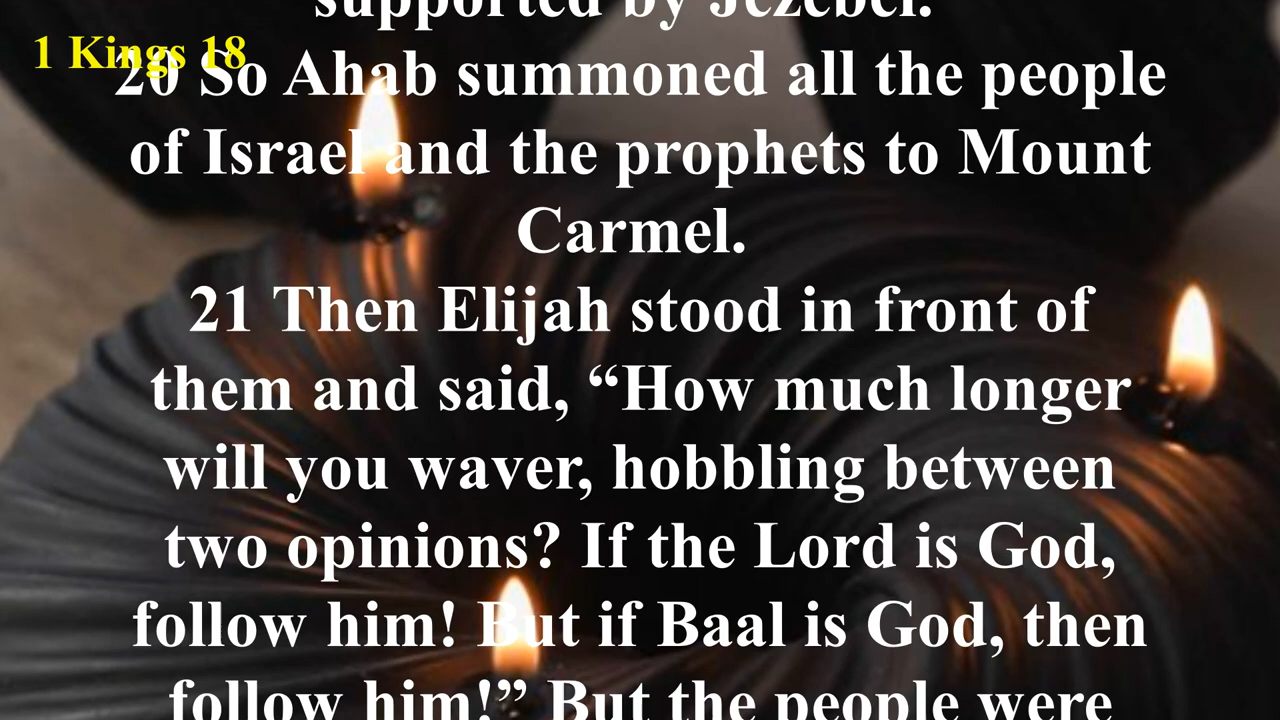 supported by Jezebel.
1 Kings 18
20 So Ahab summoned all the people
of Israel and the prophets to Mount
Carmel.
21 Then Elijah stood in front of
them and said, “How much longer
will you waver, hobbling between
two opinions? If the Lord is God,
follow him! But if Baal is God, then
follow him!” But the people were